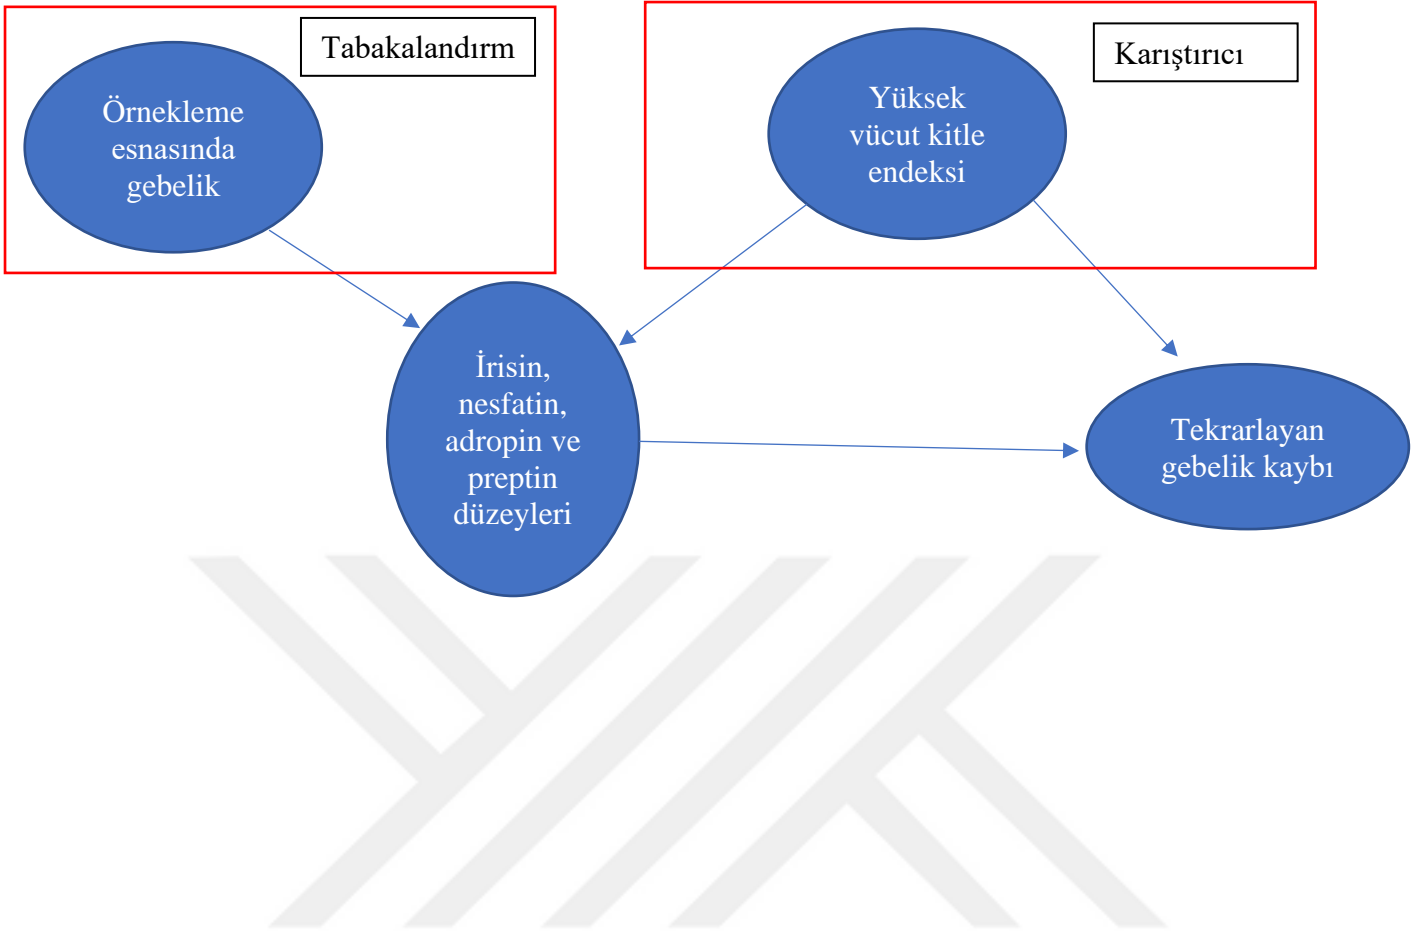 Tabakalandırm
Örnekleme
esnasında
gebelik
Karıştırıcı
Yüksek
vücut kitle
endeksi
İrisin,
nesfatin,
adropin ve
preptin
düzeyleri
Tekrarlayan
gebelik kaybı